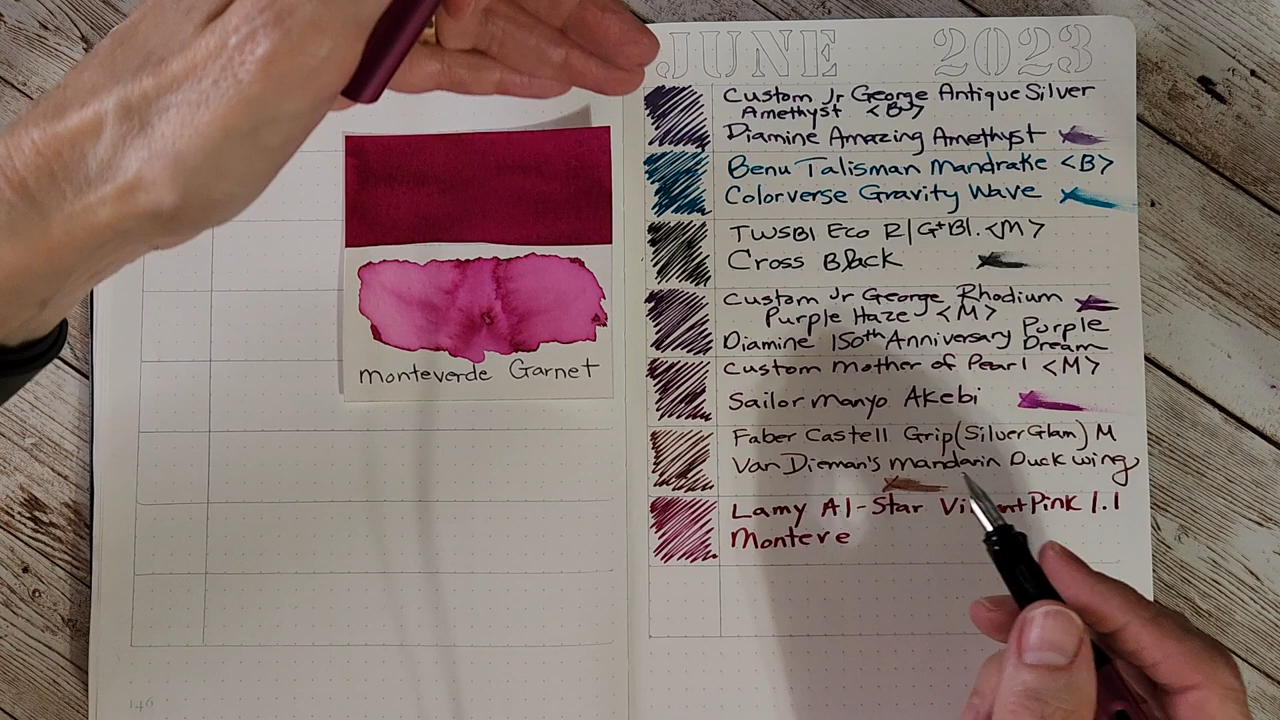 JUNE 2023
Custom Jr George Antique Silver
Amethyst <B>
Diamine Amazing Amethyst
Benu Talisman Mandrake <B>
Colorverse Gravity Wave
TWSBI Eco R|G+Bl. <M>
Cross Black
Custom Jr George Rhodium
Purple Haze <M>
Diamine 150th Anniversary Purple
Dream
Custom Mother of Pearl <M>
Sailor Manyo Akebi
Faber Castell Grip (Silver Glam) M
Van Dieman's Mandarin Duck wing
Lamy Al-Star Pink 1.1
Monteve
monteverde Garnet
146